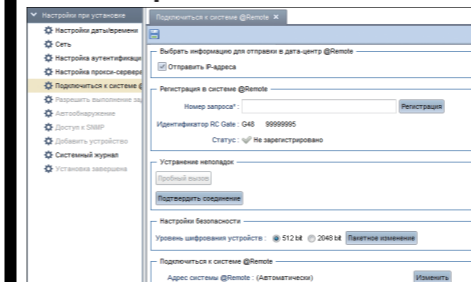 Настройки при установке
Настройки даты/времени
Сеть
Настройка аутентификаци
Настройка прокси-сервера
Подключиться к системе @
Разрешить выполнение за
Автообнаружение
Доступ к SNMP
Добавить устройство
Системный журнал
Установка завершена
Подключиться к системе @Remote ×
Выбрать информацию для отправки в дата-центр @Remote
Отправить IP-адреса
Регистрация в системе @Remote
Номер запроса* :
Регистрация
Идентификатор RC Gate : G48 99999995
Статус : Не зарегистрировано
Устранение неполадок
Пробный вызов
Подтвердить соединение
Настройки безопасности
Уровень шифрования устройств : 512 bit 2048 bit Пакетное изменение
Подключиться к системе @Remote
Адрес системы @Remote : (Автоматически) Изменить